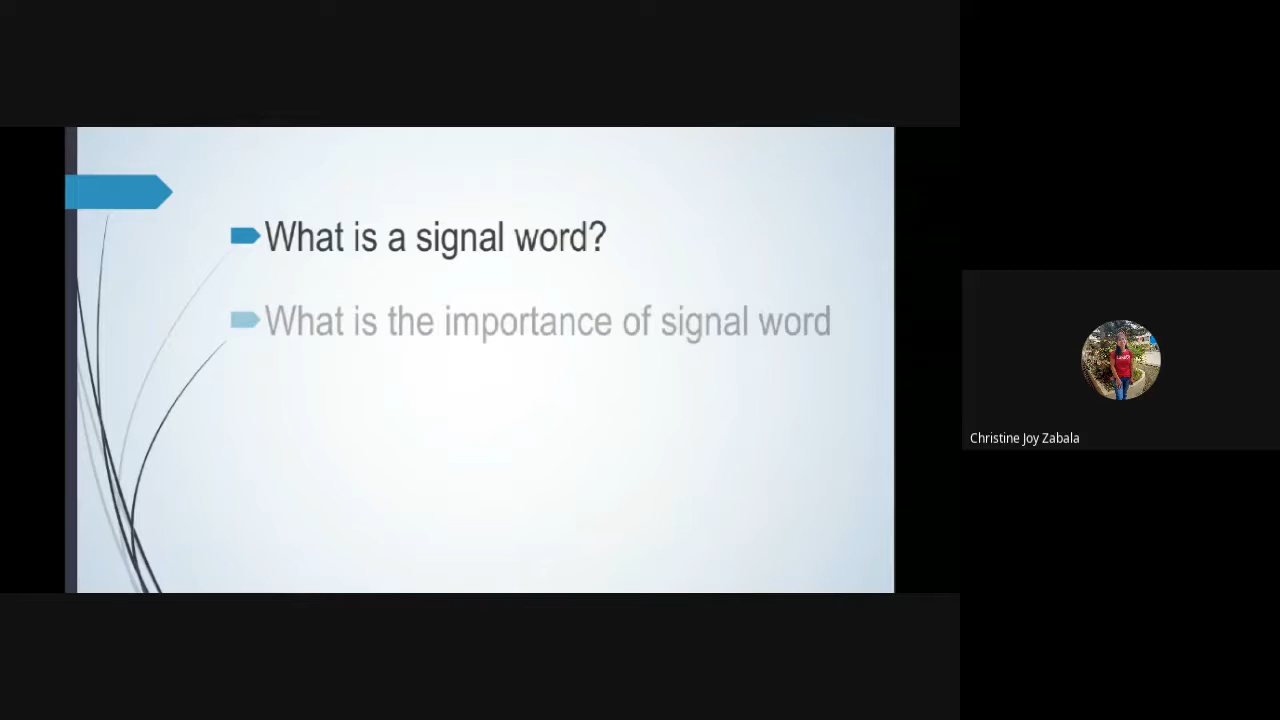 What is a signal word?
What is the importance of signal word
Christine Joy Zabala